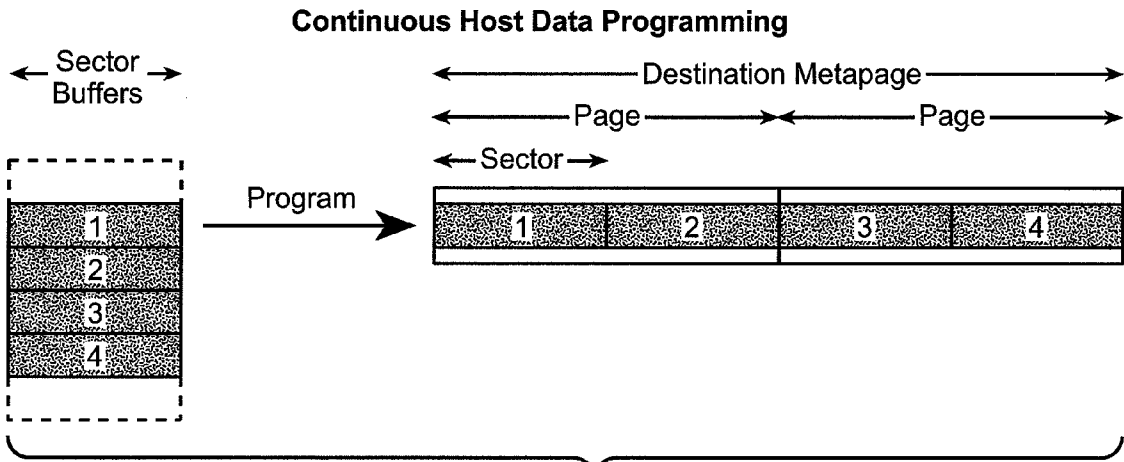 Continuous Host Data Programming
Sector
Buffers
Destination Metapage
Page
Page
Sector
Program
1
2
3
4
1
2
3
4